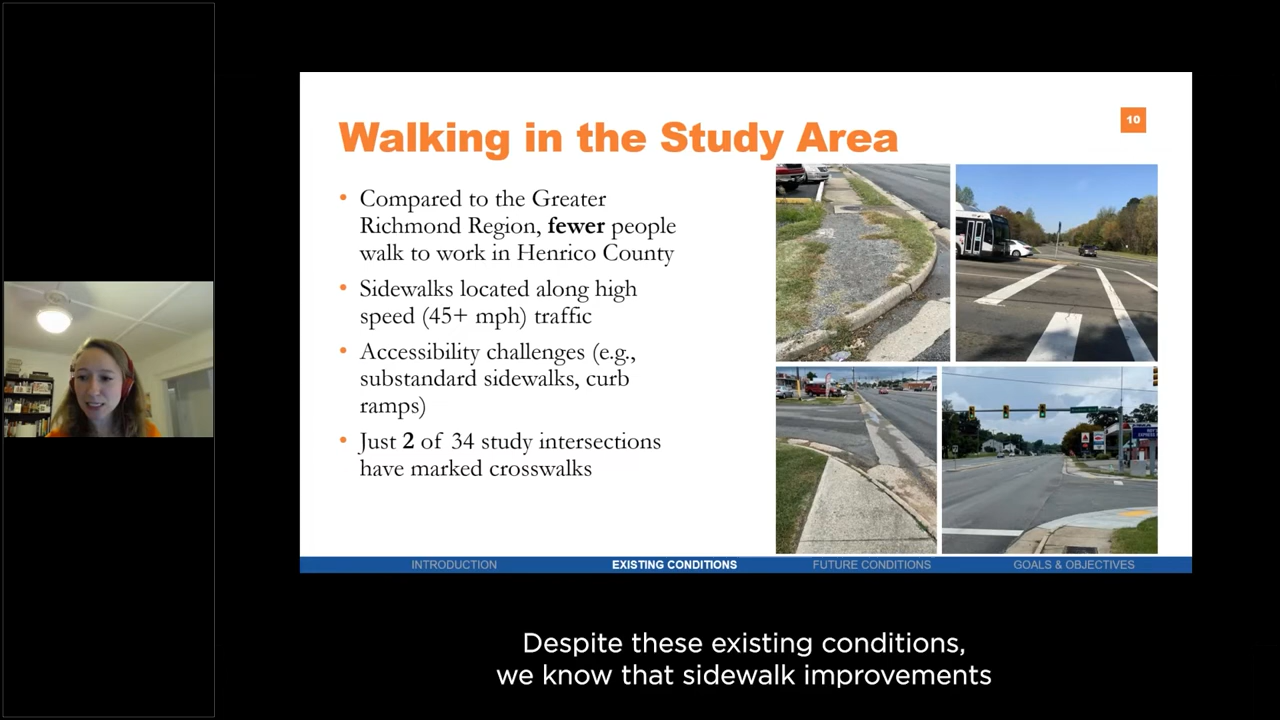 Walking in the Study Area
10
• Compared to the Greater
Richmond Region, fewer people
walk to work in Henrico County
• Sidewalks located along high
speed (45+ mph) traffic
• Accessibility challenges (e.g.,
substandard sidewalks, curb
ramps)
• Just 2 of 34 study intersections
have marked crosswalks
INTRODUCTION
EXISTING CONDITIONS
FUTURE CONDITIONS
GOALS & OBJECTIVES
Despite these existing conditions,
we know that sidewalk improvements